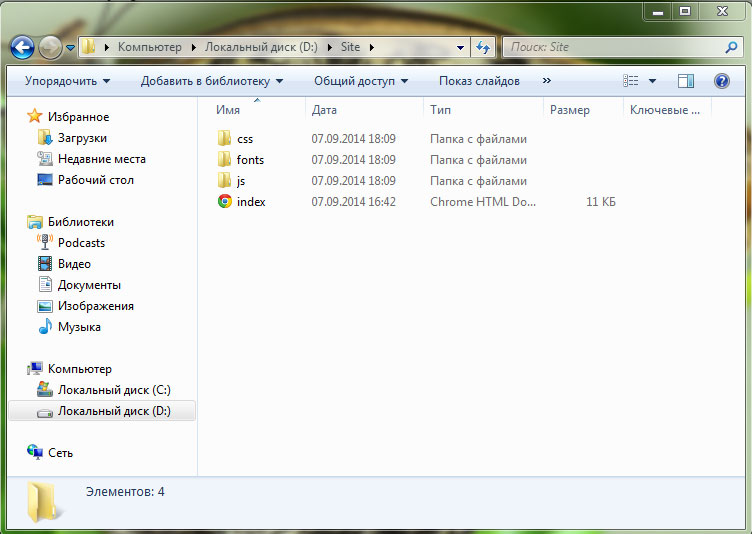 Компьютер Локальный диск (D:) Site Поиск: Site
Упорядочить Добавить в библиотеку Общий доступ Показ слайдов »
Имя Дата Тип Размер Ключевые ...
Избранное
Загрузки
Недавние места
Рабочий стол
Библиотеки
Podcasts
Видео
Документы
Изображения
Музыка
Компьютер
Локальный диск (C:)
Локальный диск (D:)
Сеть
css 07.09.2014 18:09 Папка с файлами
fonts 07.09.2014 18:09 Папка с файлами
js 07.09.2014 18:09 Папка с файлами
index 07.09.2014 16:42 Chrome HTML Do... 11 КБ
Элементов: 4